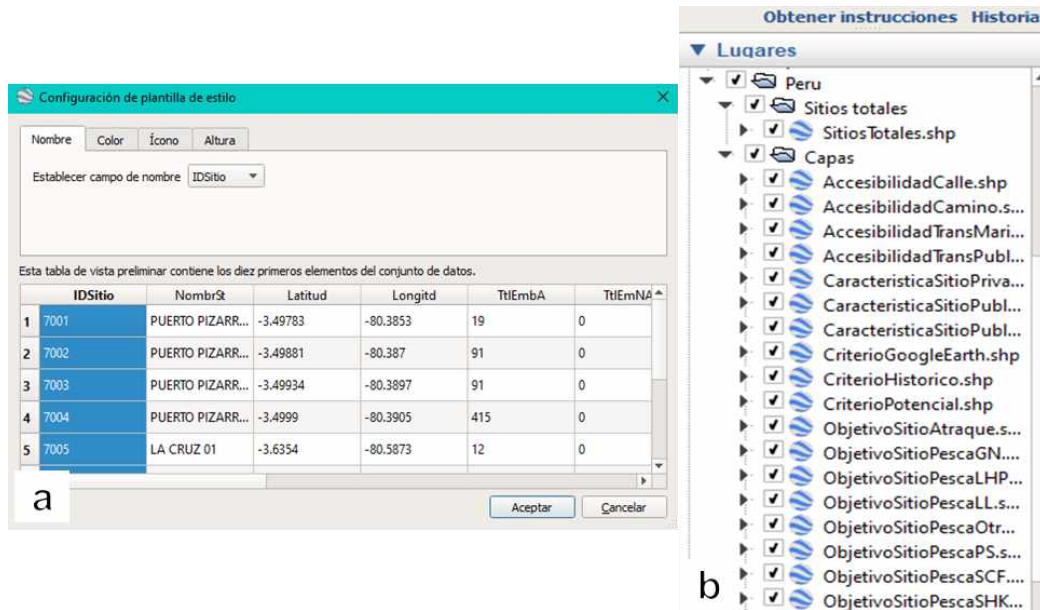 Configuración de plantilla de estilo
Nombre Color Ícono Altura
Establecer campo de nombre IDSitio
Esta tabla de vista preliminar contiene los diez primeros elementos del conjunto de datos.
IDSitio NombrSt Latitud Longitd TtlEmbA TtlEmNA
1 7001 PUERTO PIZARR... -3.49783 -80.3853 19 0
2 7002 PUERTO PIZARR... -3.49881 -80.387 91 0
3 7003 PUERTO PIZARR... -3.49934 -80.3897 91 0
4 7004 PUERTO PIZARR... -3.4999 -80.3905 415 0
5 7005 LA CRUZ 01 -3.6354 -80.5873 12 0
Aceptar Cancelar
a
Obtener instrucciones Historia
Lugares
Peru
Sitios totales
SitiosTotales.shp
Capas
AccesibilidadCalle.shp
AccesibilidadCamino.s...
AccesibilidadTransMari...
AccesibilidadTransPubl...
CaracteristicaSitioPriva...
CaracteristicaSitioPubl...
CaracteristicaSitioPubl...
CriterioGoogleEarth.shp
CriterioHistorico.shp
CriterioPotencial.shp
ObjetivoSitioAtraque.s...
ObjetivoSitioPescaGN....
ObjetivoSitioPescaLHP...
ObjetivoSitioPescaLL.s...
ObjetivoSitioPescaOtr...
ObjetivoSitioPescaPS.s...
ObjetivoSitioPescaSCF....
ObjetivoSitioPescaSHK...
b